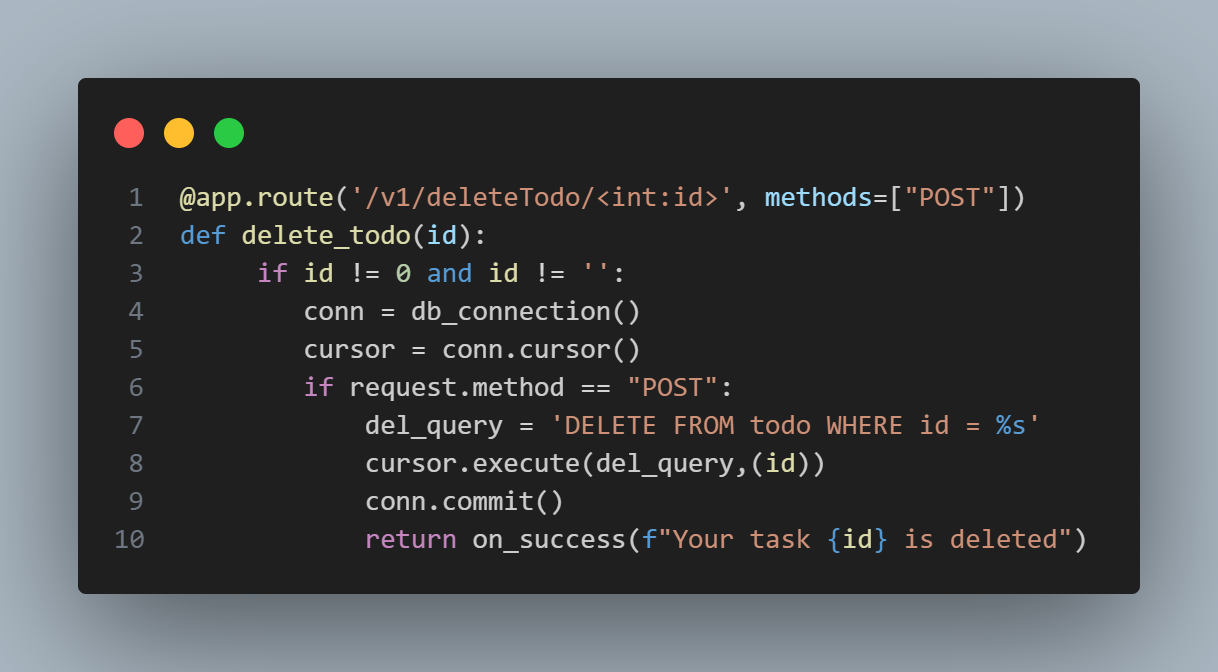 1 @app.route('/v1/deleteTodo/<int:id>', methods=["POST"])
2 def delete_todo(id):
3      if id != 0 and id != '':
4         conn = db_connection()
5         cursor = conn.cursor()
6         if request.method == "POST":
7             del_query = 'DELETE FROM todo WHERE id = %s'
8             cursor.execute(del_query,(id))
9             conn.commit()
10             return on_success(f"Your task {id} is deleted")